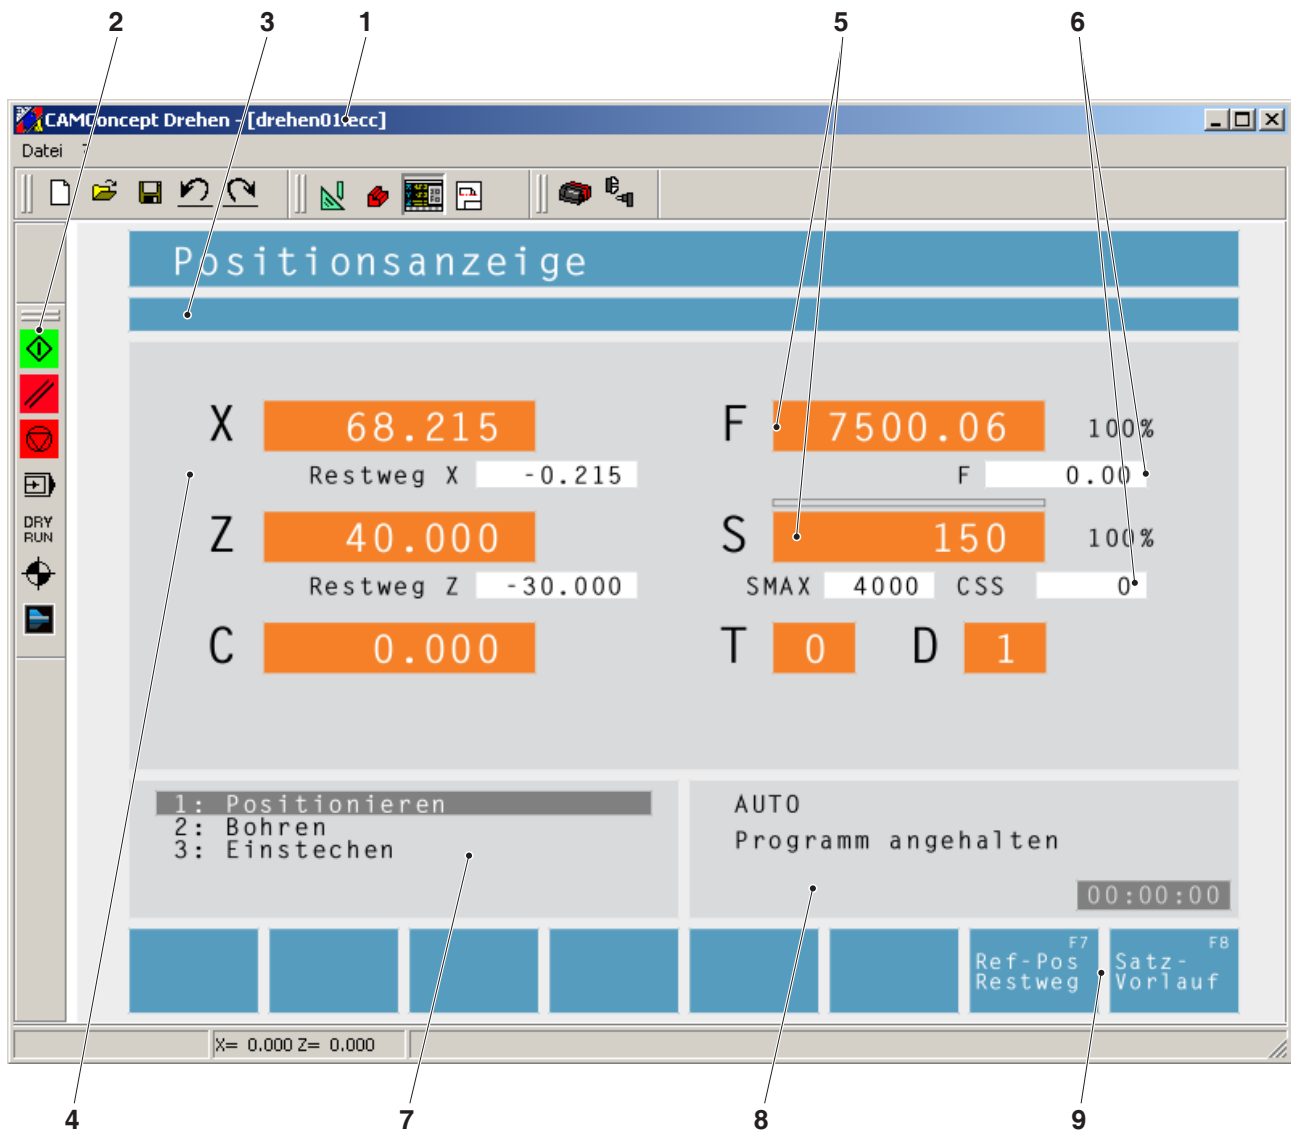 2 3 1 5 6
CAMConcept Drehen - [drehen01.ecc]
Datei ?
Positionsanzeige
X 68.215 F 7500.06 100%
Restweg X -0.215 F 0.00
DRY
RUN
Z 40.000 S 150 100%
Restweg Z -30.000 SMAX 4000 CSS 0
C 0.000 T 0 D 1
1: Positionieren
2: Bohren
3: Einstechen
AUTO
Programm angehalten
00:00:00
F7
Ref-Pos
Restweg
F8
Satz-
Vorlauf
X= 0.000 Z= 0.000
4 7 8 9